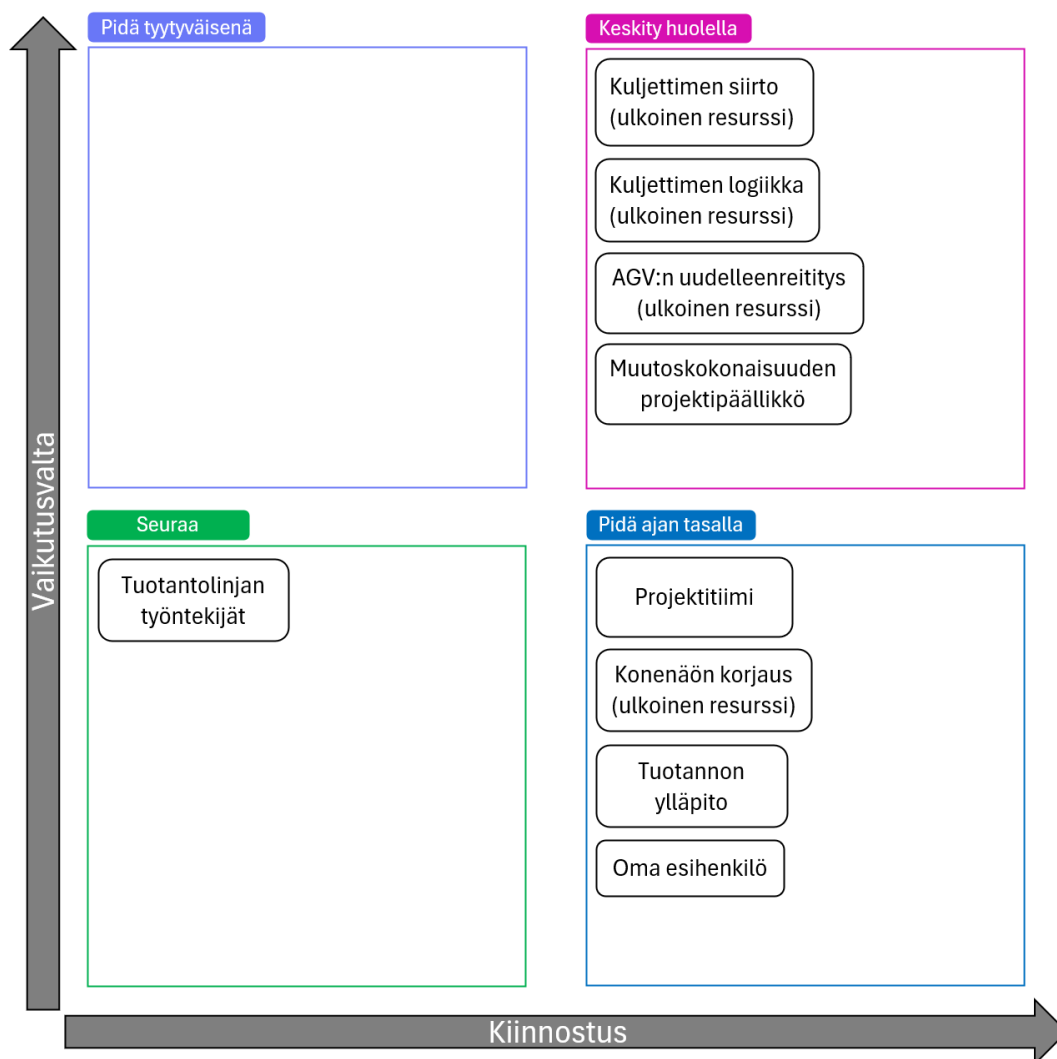 Pidä tyytyväisenä
Keskity huolella
Kuljettimen siirto
(ulkoinen resurssi)
Kuljettimen logiikka
(ulkoinen resurssi)
AGV:n uudelleenreititys
(ulkoinen resurssi)
Muutoskokonaisuuden
projektipäällikkö
Vaikutusvalta
Seuraa
Tuotantolinjan
työntekijät
Pidä ajan tasalla
Projektitiimi
Konenäön korjaus
(ulkoinen resurssi)
Tuotannon
ylläpito
Oma esihenkilö
Kiinnostus